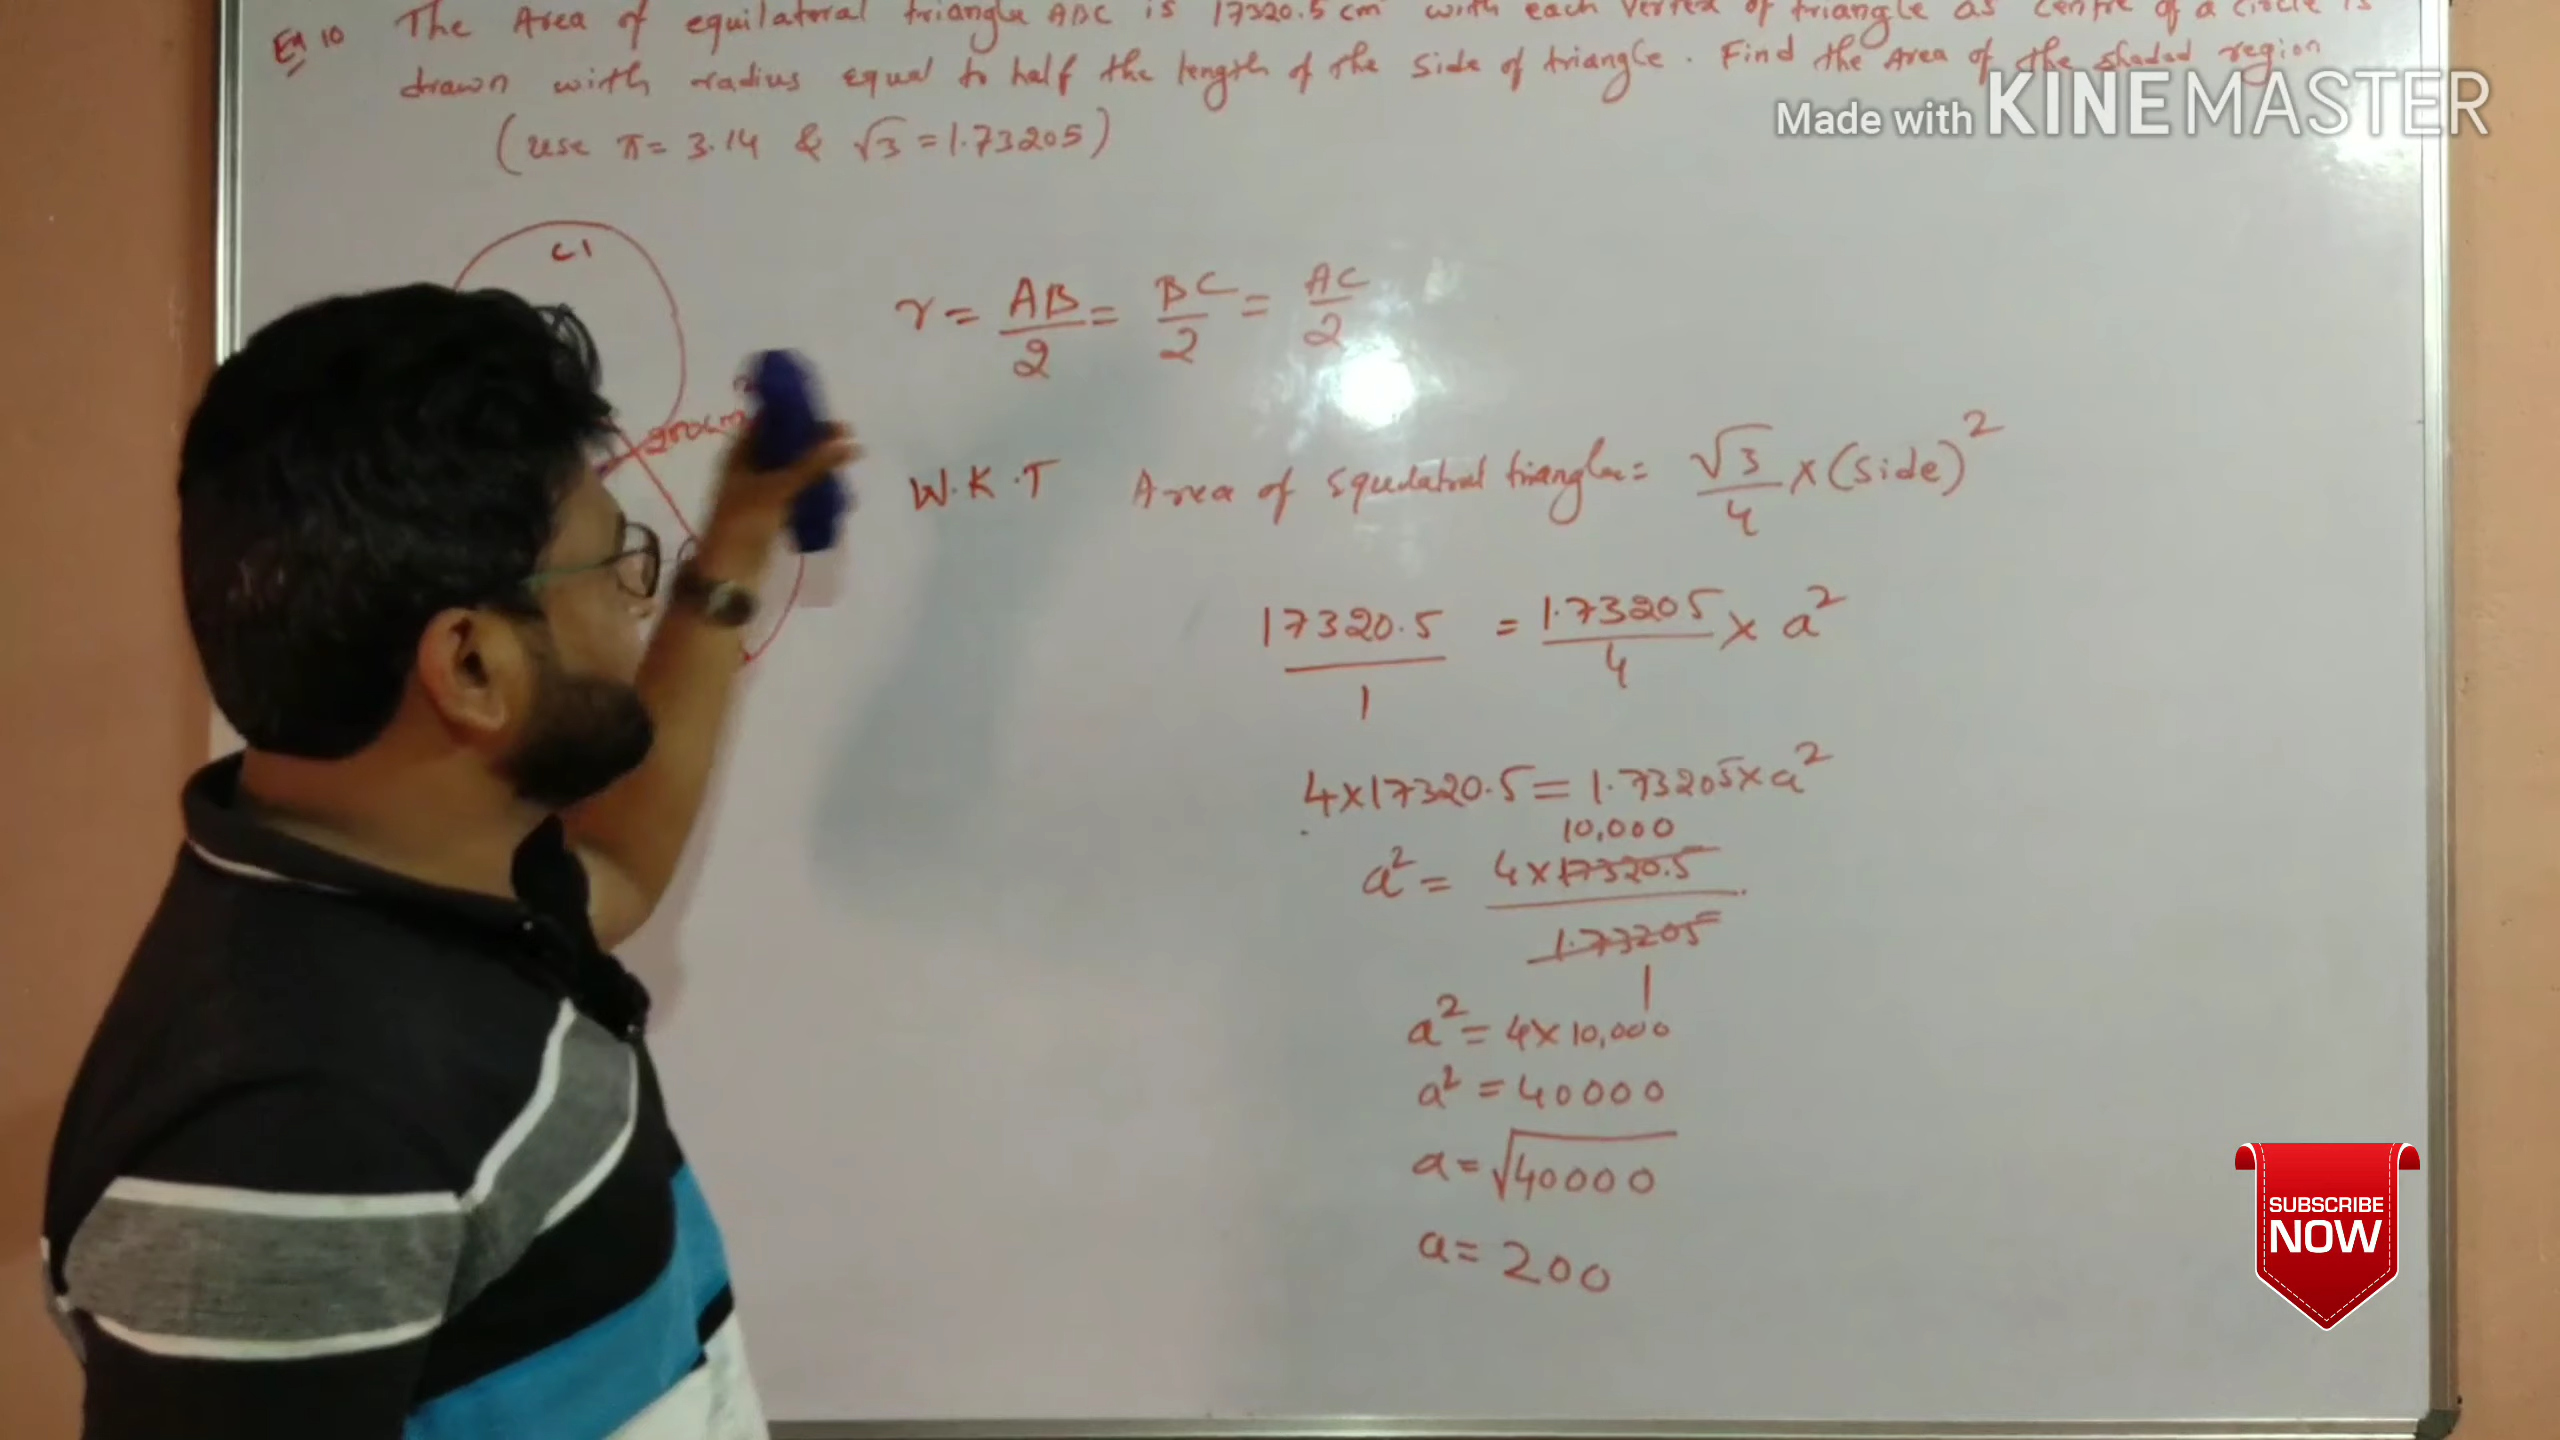 Eg 10 The Area of equilateral triangle ABC is 17320.5 cm with each vertex of triangle as centre of a circle is
drawn with radius equal to half the length of the side of triangle. Find the Area of the shaded region
(use π = 3.14 & √3 = 1.73205)
Made with KINEMASTER
C1
r = AB/2 = BC/2 = AC/2
200cm
W.K.T Area of Equilateral triangle = √3/4 × (side)²
17320.5/1 = 1.73205/4 × a²
4×17320.5 = 1.73205×a²
10,000
a² = 4×17320.5/1.73205
1
a² = 4×10,000
a² = 40000
a = √40000
a = 200
SUBSCRIBE
NOW